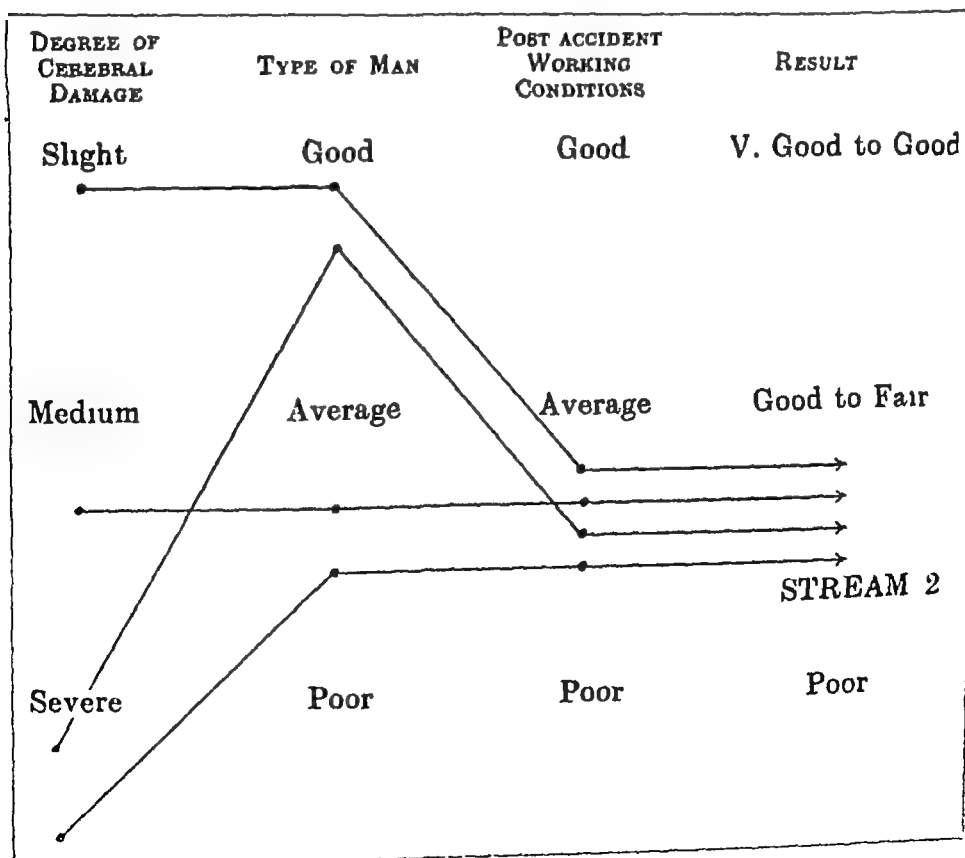 DEGREE OF
CEREBRAL
DAMAGE
TYPE OF MAN
POST ACCIDENT
WORKING
CONDITIONS
RESULT
Slight Good Good V. Good to Good
Medium Average Average Good to Fair
STREAM 2
Severe Poor Poor Poor